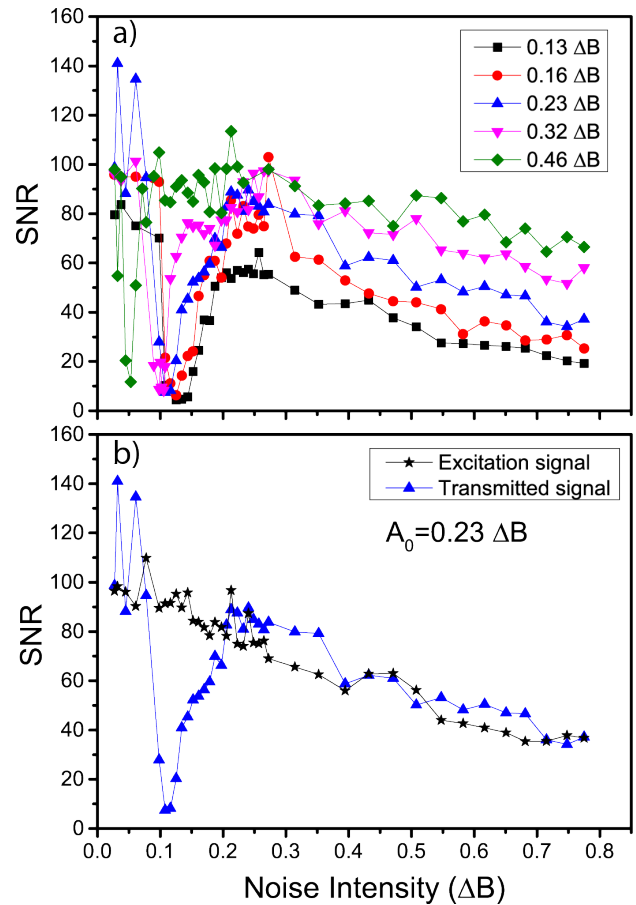 160
140
120
100
80
60
40
20
0
SNR
a)
0.13 ΔB
0.16 ΔB
0.23 ΔB
0.32 ΔB
0.46 ΔB
160
140
120
100
80
60
40
20
0
SNR
b)
Excitation signal
Transmitted signal
A₀=0.23 ΔB
0.0 0.1 0.2 0.3 0.4 0.5 0.6 0.7 0.8
Noise Intensity (ΔB)